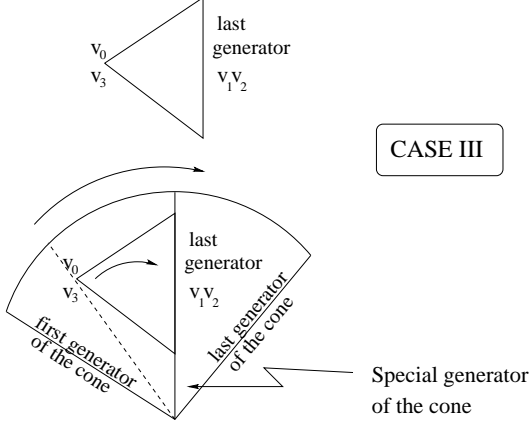 last
generator
v0
v3
v1v2
CASE III
last
generator
v0
v3
v1v2
first generator
of the cone
last generator
of the cone
Special generator
of the cone